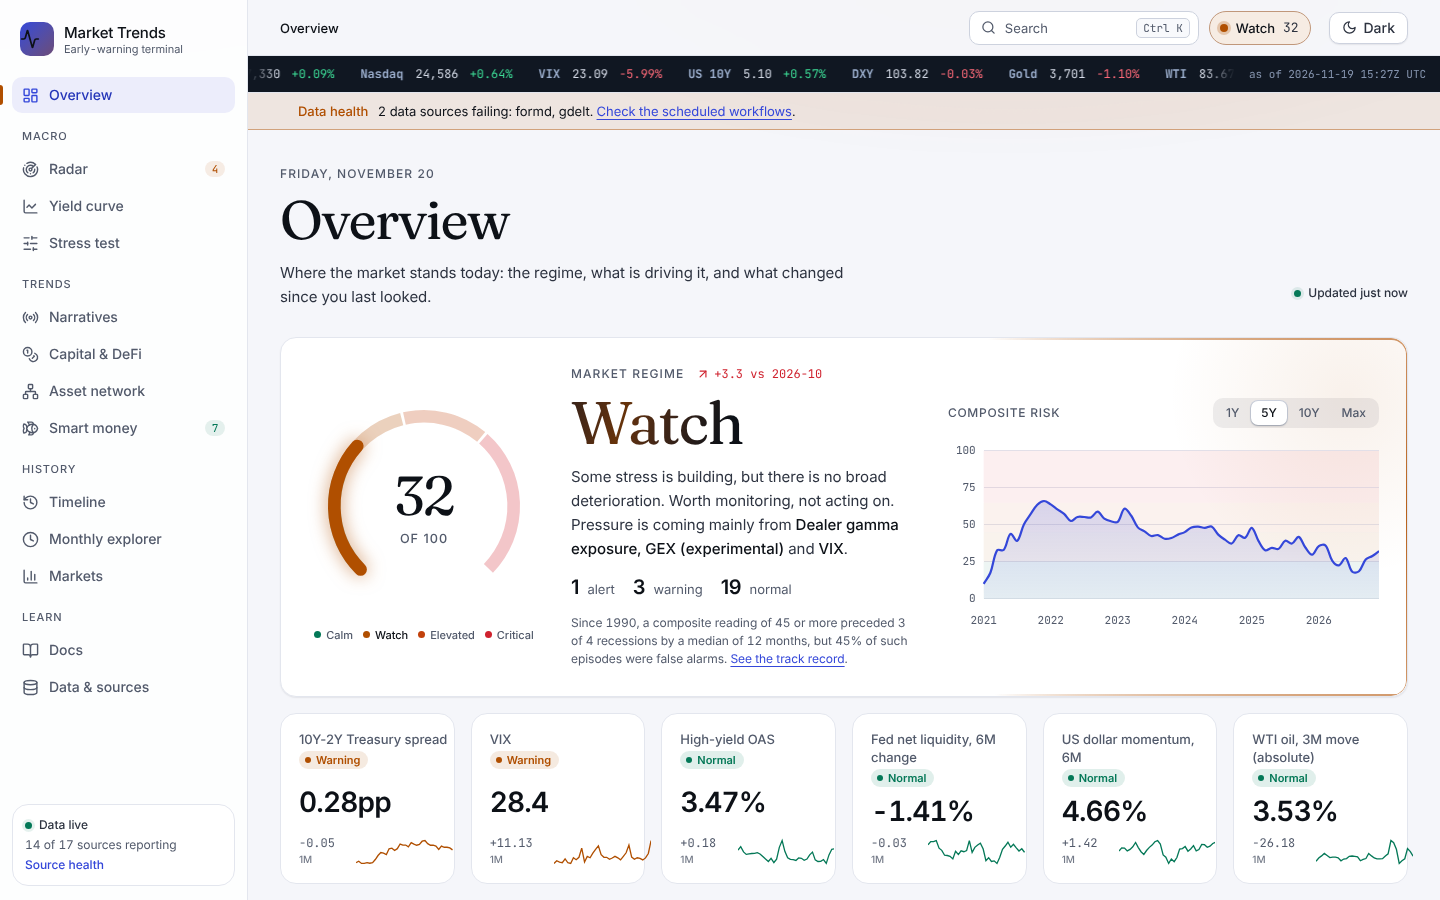 Market Trends
Early-warning terminal
Overview
MACRO
Radar 4
Yield curve
Stress test
TRENDS
Narratives
Capital & DeFi
Asset network
Smart money 7
HISTORY
Timeline
Monthly explorer
Markets
LEARN
Docs
Data & sources
Data live
14 of 17 sources reporting
Source health
Overview
Search Ctrl K
Watch 32
Dark
,330 +0.09% Nasdaq 24,586 +0.64% VIX 23.09 -5.99% US 10Y 5.10 +0.57% DXY 103.82 -0.03% Gold 3,701 -1.10% WTI 83.67 as of 2026-11-19 15:27Z UTC
Data health 2 data sources failing: formd, gdelt. Check the scheduled workflows.
FRIDAY, NOVEMBER 20
Overview
Where the market stands today: the regime, what is driving it, and what changed
since you last looked.
Updated just now
32
OF 100
Calm Watch Elevated Critical
MARKET REGIME +3.3 vs 2026-10
Watch
Some stress is building, but there is no broad
deterioration. Worth monitoring, not acting on.
Pressure is coming mainly from Dealer gamma
exposure, GEX (experimental) and VIX.
1 alert 3 warning 19 normal
Since 1990, a composite reading of 45 or more preceded 3
of 4 recessions by a median of 12 months, but 45% of such
episodes were false alarms. See the track record.
COMPOSITE RISK
1Y 5Y 10Y Max
100
75
50
25
0
2021 2022 2023 2024 2025 2026
10Y-2Y Treasury spread
Warning
0.28pp
-0.05
1M
VIX
Warning
28.4
+11.13
1M
High-yield OAS
Normal
3.47%
+0.18
1M
Fed net liquidity, 6M
change
Normal
-1.41%
-0.03
1M
US dollar momentum,
6M
Normal
4.66%
+1.42
1M
WTI oil, 3M move
(absolute)
Normal
3.53%
-26.18
1M